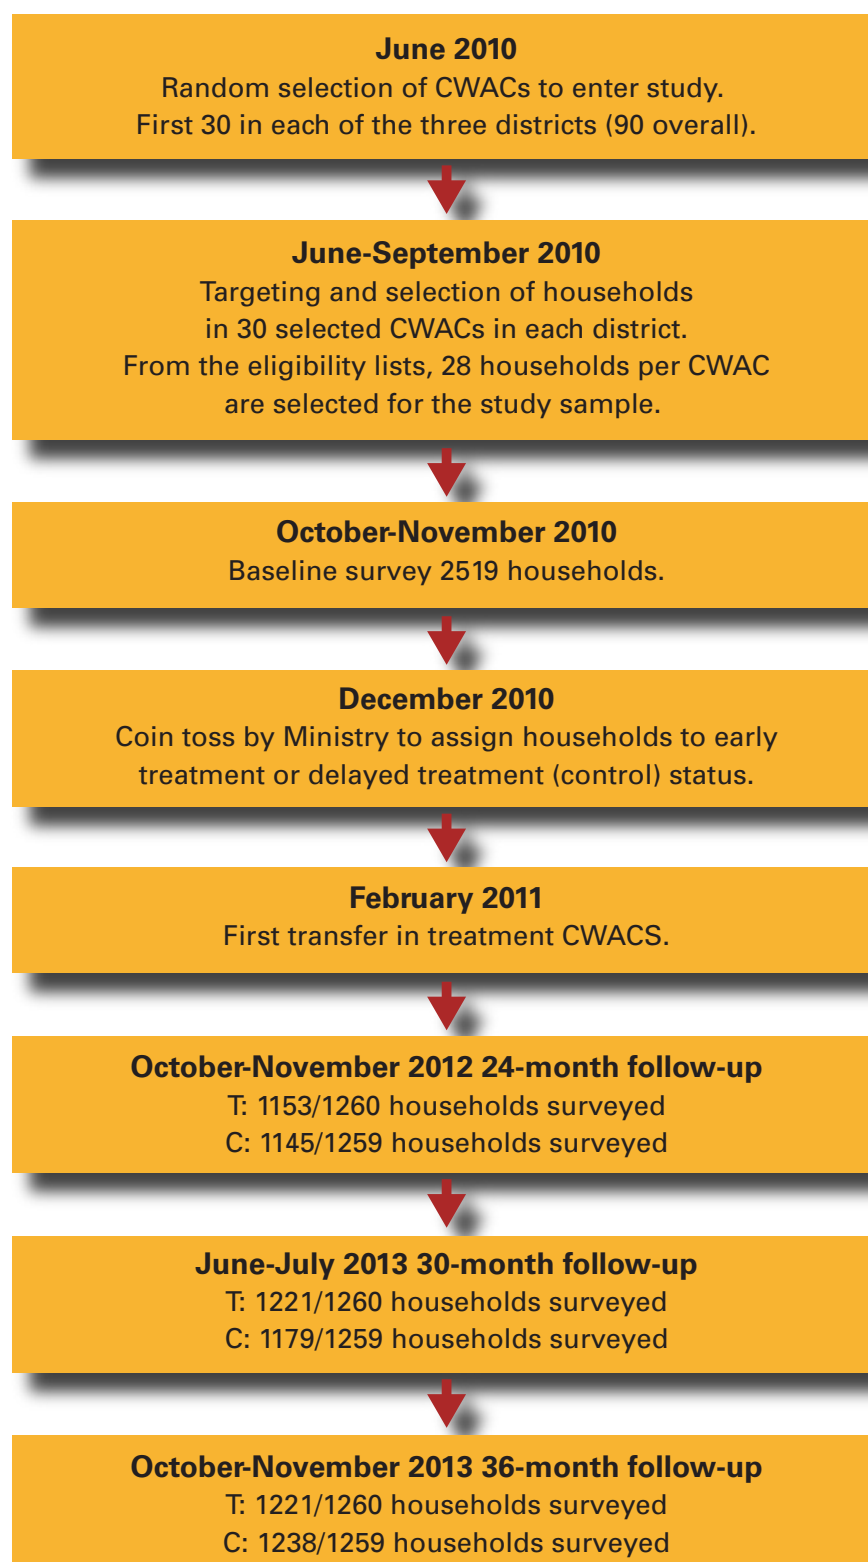 June 2010
Random selection of CWACs to enter study.
First 30 in each of the three districts (90 overall).
June-September 2010
Targeting and selection of households
in 30 selected CWACs in each district.
From the eligibility lists, 28 households per CWAC
are selected for the study sample.
October-November 2010
Baseline survey 2519 households.
December 2010
Coin toss by Ministry to assign households to early
treatment or delayed treatment (control) status.
February 2011
First transfer in treatment CWACS.
October-November 2012 24-month follow-up
T: 1153/1260 households surveyed
C: 1145/1259 households surveyed
June-July 2013 30-month follow-up
T: 1221/1260 households surveyed
C: 1179/1259 households surveyed
October-November 2013 36-month follow-up
T: 1221/1260 households surveyed
C: 1238/1259 households surveyed